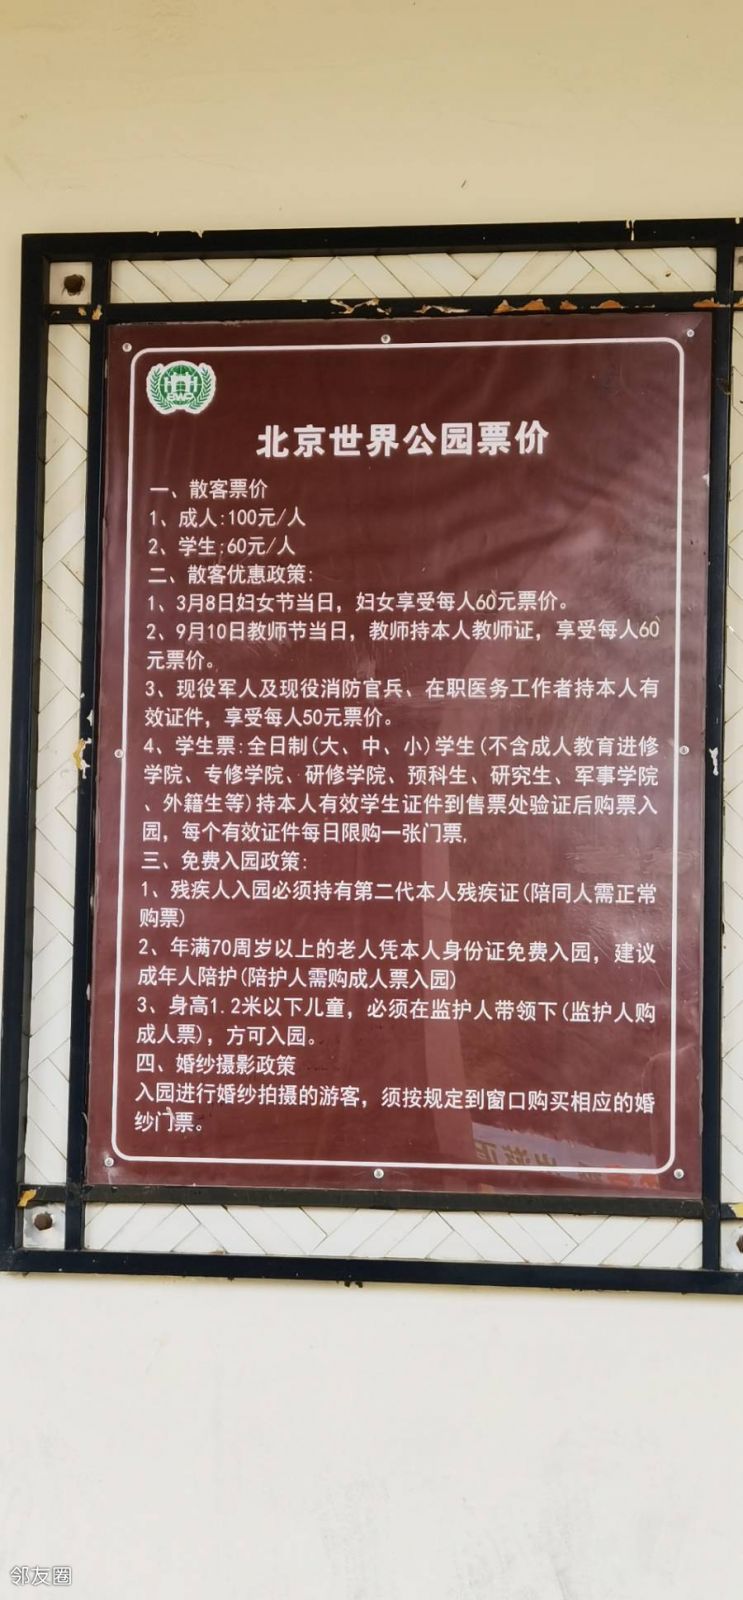 BWP
北京世界公园票价
一、散客票价
1、成人:100元/人
2、学生:60元/人
二、散客优惠政策:
1、3月8日妇女节当日，妇女享受每人60元票价。
2、9月10日教师节当日，教师持本人教师证，享受每人60
元票价。
3、现役军人及现役消防官兵、在职医务工作者持本人有
效证件，享受每人50元票价。
4、学生票:全日制(大、中、小)学生(不含成人教育进修
学院、专修学院、研修学院、预科生、研究生、军事学院
、外籍生等)持本人有效学生证件到售票处验证后购票入
园，每个有效证件每日限购一张门票,
三、免费入园政策:
1、残疾人入园必须持有第二代本人残疾证(陪同人需正常
购票)
2、年满70周岁以上的老人凭本人身份证免费入园，建议
成年人陪护(陪护人需购成人票入园)
3、身高1.2米以下儿童，必须在监护人带领下(监护人购
成人票)，方可入园。
四、婚纱摄影政策
入园进行婚纱拍摄的游客，须按规定到窗口购买相应的婚
纱门票。
邻友圈